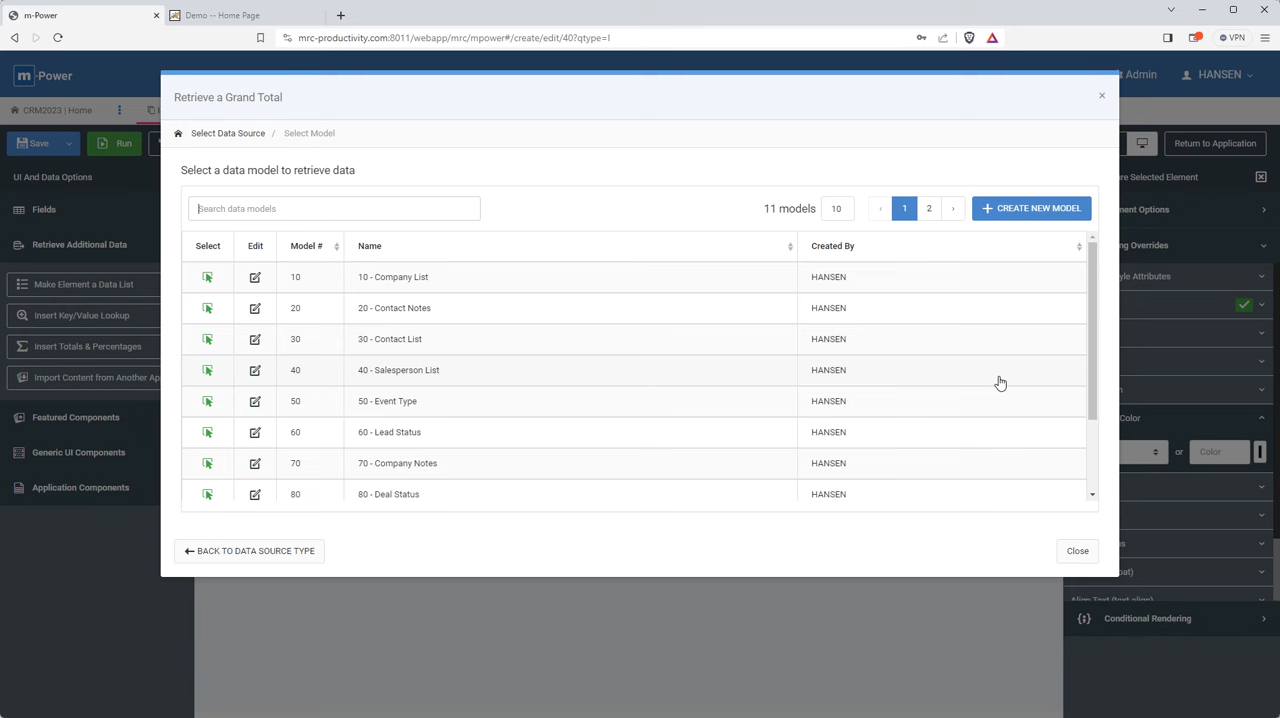 m-Power
Demo -- Home Page
mrc-productivity.com:8011/webapp/mrc/mpower#/create/edit/40?qtype=I
VPN
m-Power
Admin
HANSEN
CRM2023 | Home
Save
Run
Return to Application
UI And Data Options
Fields
Retrieve Additional Data
Make Element a Data List
Insert Key/Value Lookup
Insert Totals & Percentages
Import Content from Another Ap
Featured Components
Generic UI Components
Application Components
Retrieve a Grand Total
Select Data Source / Select Model
Select a data model to retrieve data
Search data models
11 models 10 ‹ 1 2 › + CREATE NEW MODEL
Select Edit Model # Name Created By
10 10 - Company List HANSEN
20 20 - Contact Notes HANSEN
30 30 - Contact List HANSEN
40 40 - Salesperson List HANSEN
50 50 - Event Type HANSEN
60 60 - Lead Status HANSEN
70 70 - Company Notes HANSEN
80 80 - Deal Status HANSEN
BACK TO DATA SOURCE TYPE
Close
re Selected Element
ment Options
ng Overrides
yle Attributes
Color
or Color
Conditional Rendering